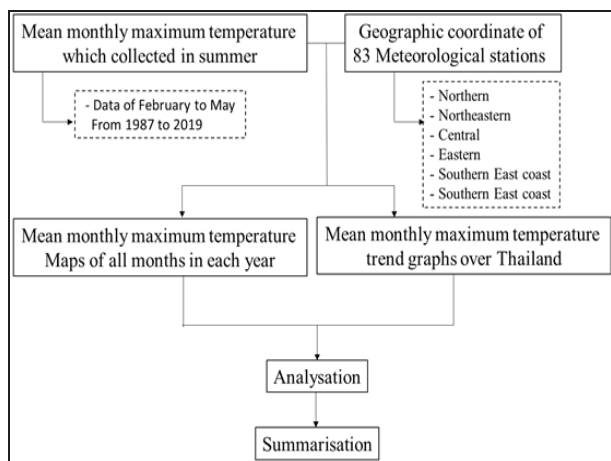 Mean monthly maximum temperature
which collected in summer
Geographic coordinate of
83 Meteorological stations
- Data of February to May
From 1987 to 2019
- Northern
- Northeastern
- Central
- Eastern
- Southern East coast
- Southern East coast
Mean monthly maximum temperature
Maps of all months in each year
Mean monthly maximum temperature
trend graphs over Thailand
Analysation
Summarisation